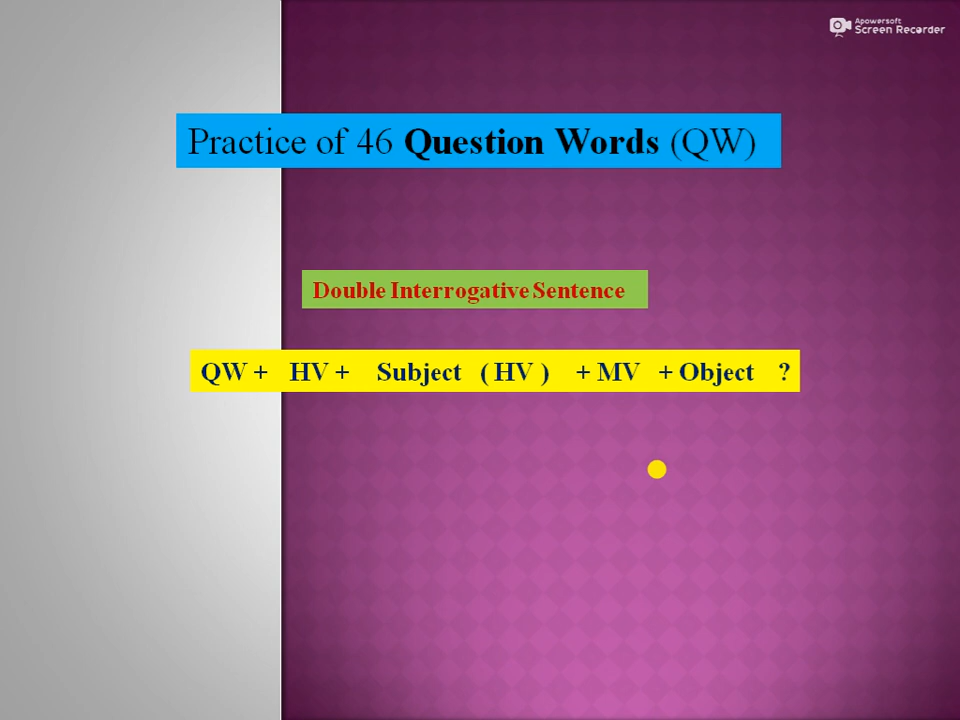 Apowersoft
Screen Recorder
Practice of 46 Question Words (QW)
Double Interrogative Sentence
QW + HV + Subject ( HV ) + MV + Object ?